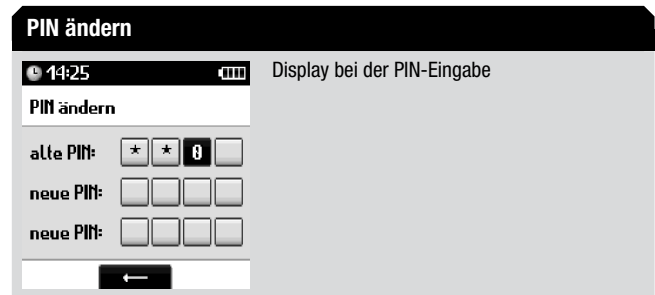 PIN ändern
14:25
Display bei der PIN-Eingabe
PIN ändern
alte PIN: * * 0
neue PIN:
neue PIN:
←